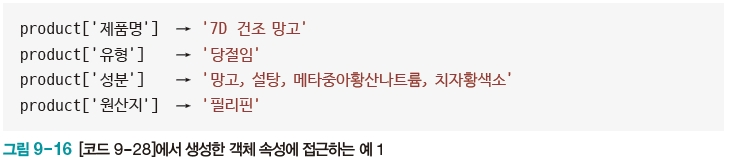 product['제품명'] → '7D 건조 망고'
product['유형'] → '당절임'
product['성분'] → '망고, 설탕, 메타중아황산나트륨, 치자황색소'
product['원산지'] → '필리핀'
그림 9-16 [코드 9-28]에서 생성한 객체 속성에 접근하는 예 1